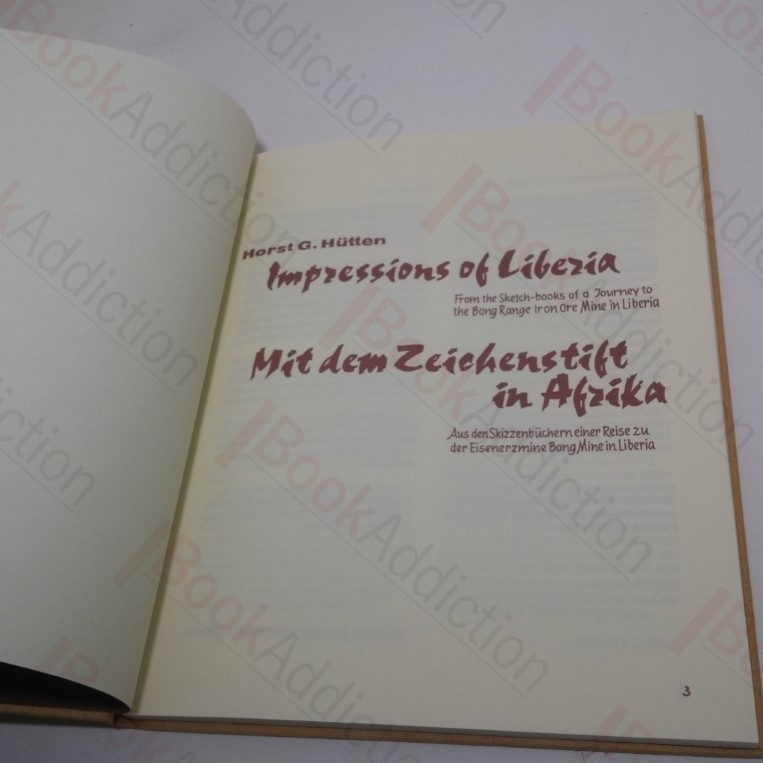 Horst G. Hütten
Impressions of Liberia
From the Sketch-books of a Journey to
the Bong Range Iron Ore Mine in Liberia
Mit dem Zeichenstift
in Afrika
Aus den Skizzenbüchern einer Reise zu
der Eisenerzmine Bong Mine in Liberia
3
BookAddiction